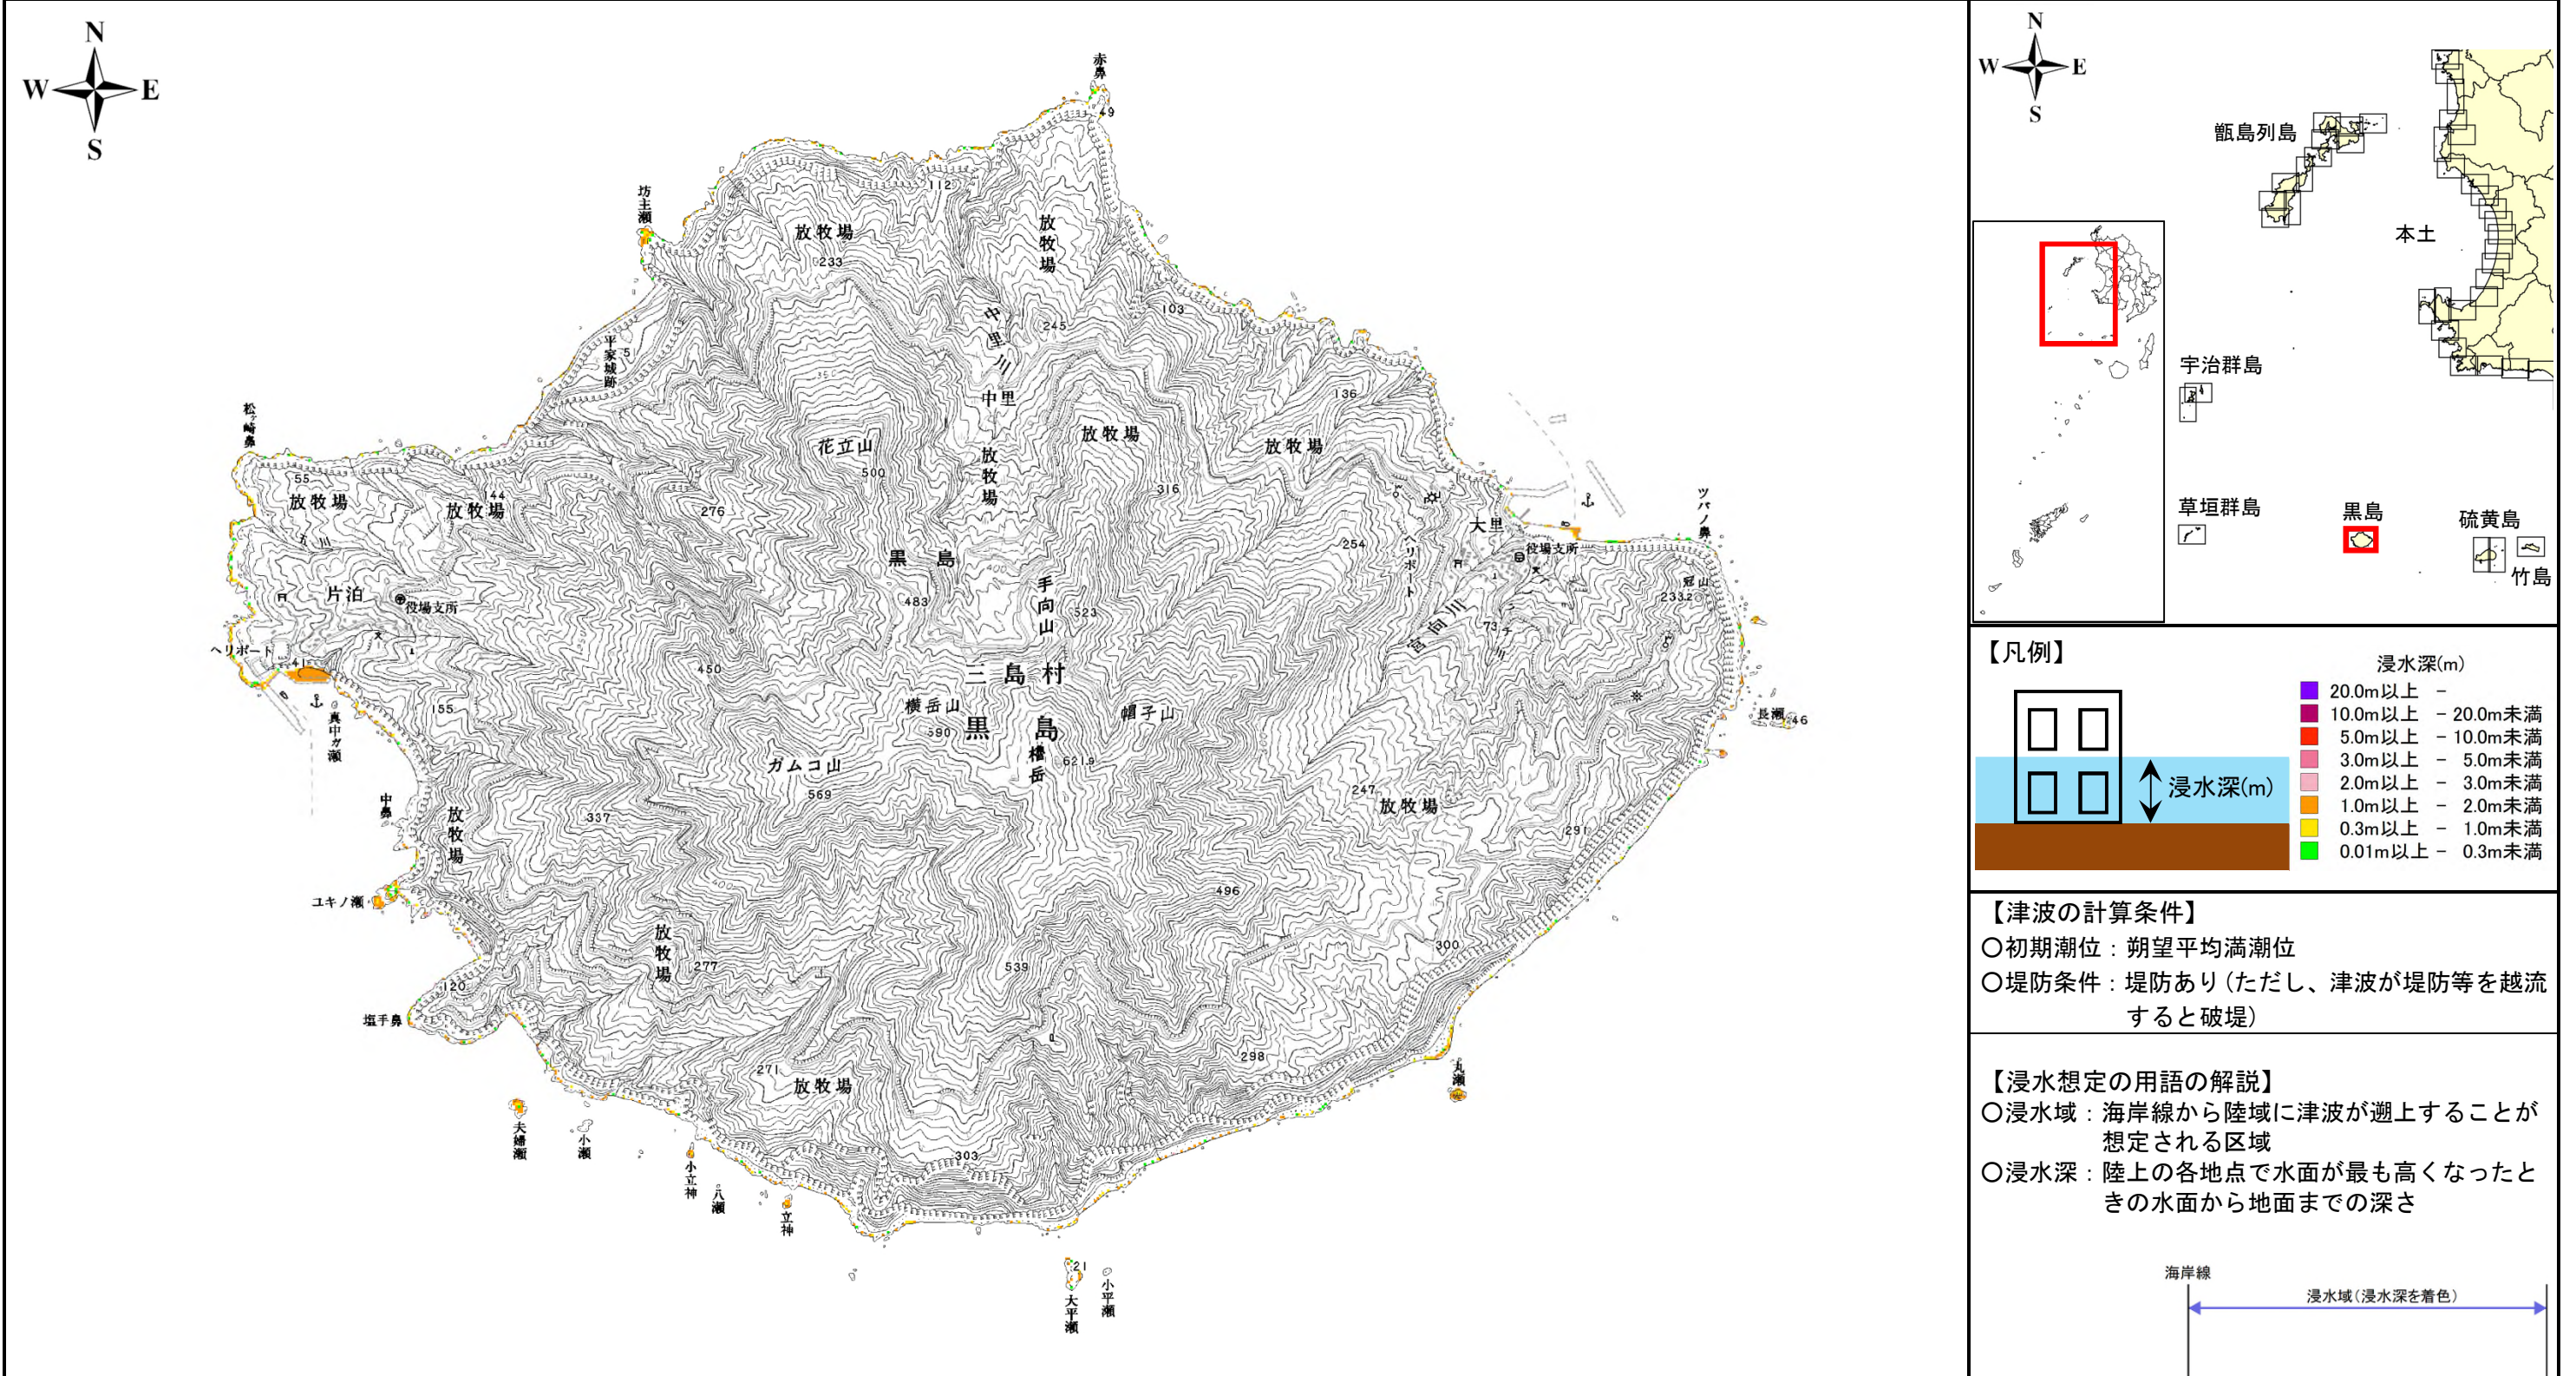 N
W
E
S
赤鼻
49
坊主瀬
112
放牧場
233
放牧場
中里川
245
103
平家城跡
51
中里
136
松ヶ崎鼻
花立山
500
放牧場
放牧場
放牧場
55
放牧場
144
放牧場
276
316
254
ヘリポート
大里
役場支所
ツバノ鼻
黒島
400
483
手向山
523
冠山
233.2
片泊
役場支所
宮向川
73
ヘリポート
41
450
三島村
155
真中ガ瀬
横岳山
590
黒島
帽子山
長瀬
46
ガムコ山
569
櫓岳
621.9
中鼻
放牧場
337
247
放牧場
291
400
496
ユキノ瀬
放牧場
277
539
300
120
塩手鼻
271
放牧場
298
丸瀬
夫婦瀬
小瀬
小立神
八瀬
立神
303
21
大平瀬
小平瀬
N
W
E
S
甑島列島
本土
宇治群島
草垣群島
黒島
硫黄島
竹島
【凡例】
浸水深(m)
浸水深(m)
20.0m以上 -
10.0m以上 - 20.0m未満
5.0m以上 - 10.0m未満
3.0m以上 - 5.0m未満
2.0m以上 - 3.0m未満
1.0m以上 - 2.0m未満
0.3m以上 - 1.0m未満
0.01m以上 - 0.3m未満
【津波の計算条件】
○初期潮位：朔望平均満潮位
○堤防条件：堤防あり(ただし、津波が堤防等を越流
すると破堤)
【浸水想定の用語の解説】
○浸水域：海岸線から陸域に津波が遡上することが
想定される区域
○浸水深：陸上の各地点で水面が最も高くなったと
きの水面から地面までの深さ
海岸線
浸水域(浸水深を着色)